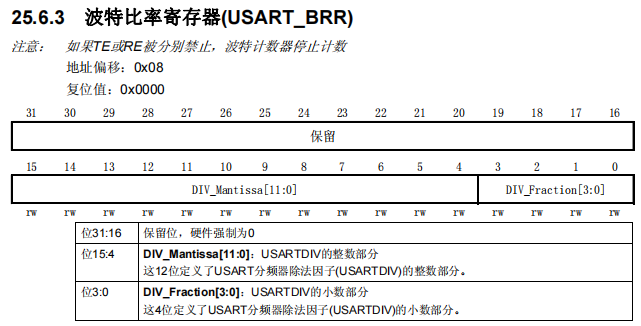 25.6.3 波特比率寄存器(USART_BRR)
注意： 如果TE或RE被分别禁止，波特计数器停止计数
地址偏移：0x08
复位值：0x0000
31 30 29 28 27 26 25 24 23 22 21 20 19 18 17 16
保留
15 14 13 12 11 10 9 8 7 6 5 4 3 2 1 0
DIV_Mantissa[11:0] DIV_Fraction[3:0]
rw rw rw rw rw rw rw rw rw rw rw rw rw rw rw rw
位31:16 保留位，硬件强制为0
位15:4 DIV_Mantissa[11:0]：USARTDIV的整数部分
这12位定义了USART分频器除法因子(USARTDIV)的整数部分。
位3:0 DIV_Fraction[3:0]：USARTDIV的小数部分
这4位定义了USART分频器除法因子(USARTDIV)的小数部分。